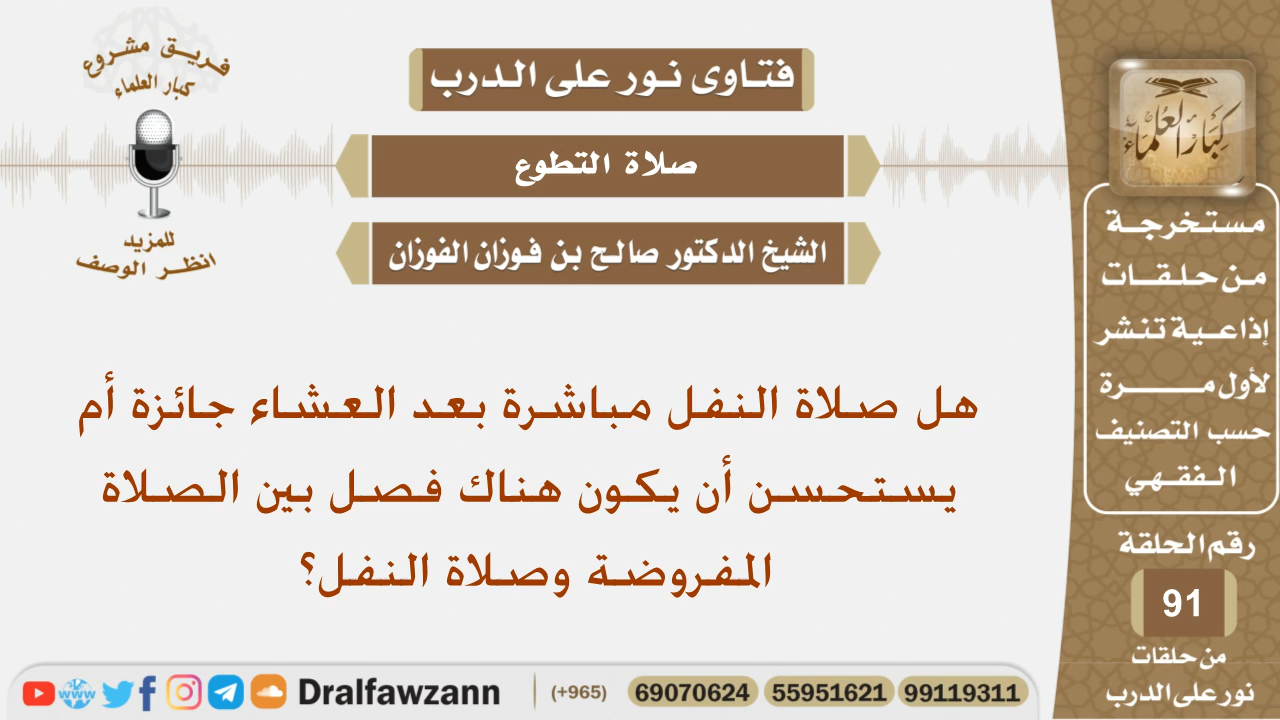 فريق مشروع
كبار العلماء
للمزيد
انظر الوصف
فتاوى نور على الدرب
صلاة التطوع
الشيخ الدكتور صالح بن فوزان الفوزان
هل صلاة النفل مباشرة بعد العشاء جائزة أم
يستحسن أن يكون هناك فصل بين الصلاة
المفروضة وصلاة النفل؟
كبار العلماء
مستخرجة
من حلقات
إذاعية تنشر
لأول مرة
حسب التصنيف
الفقهي
رقم الحلقة
91
من حلقات
نور على الدرب
www Dralfawzann (+965) 69070624 55951621 99119311